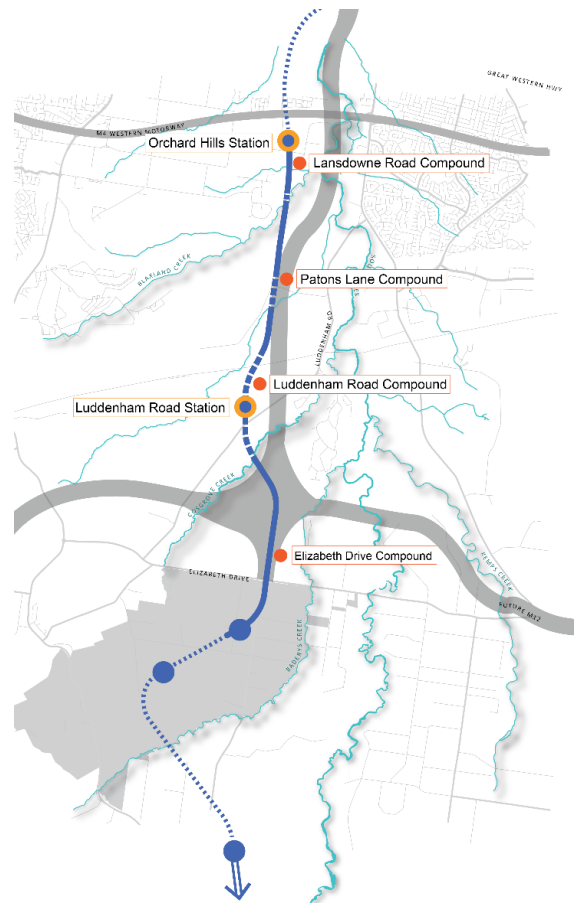 GREAT WESTERN HWY
M4 WESTERN MOTORWAY
Orchard Hills Station
Lansdowne Road Compound
BLAXLAND CREEK
Patons Lane Compound
LUDDENHAM RD
Luddenham Road Compound
Luddenham Road Station
COSGROVE CREEK
Elizabeth Drive Compound
ELIZABETH DRIVE
KEMPS CREEK
FUTURE M12
BADERYS CREEK